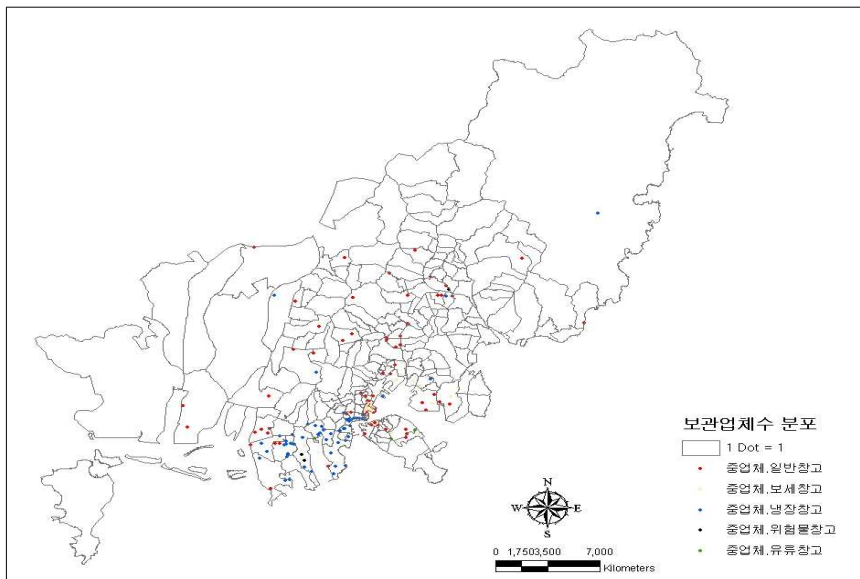 보관업체수 분포
1 Dot = 1
중업체.일반창고
중업체.보세창고
중업체.냉장창고
중업체.위험물창고
중업체.유류창고
N
W E
S
0 1,7503,500 7,000
Kilometers